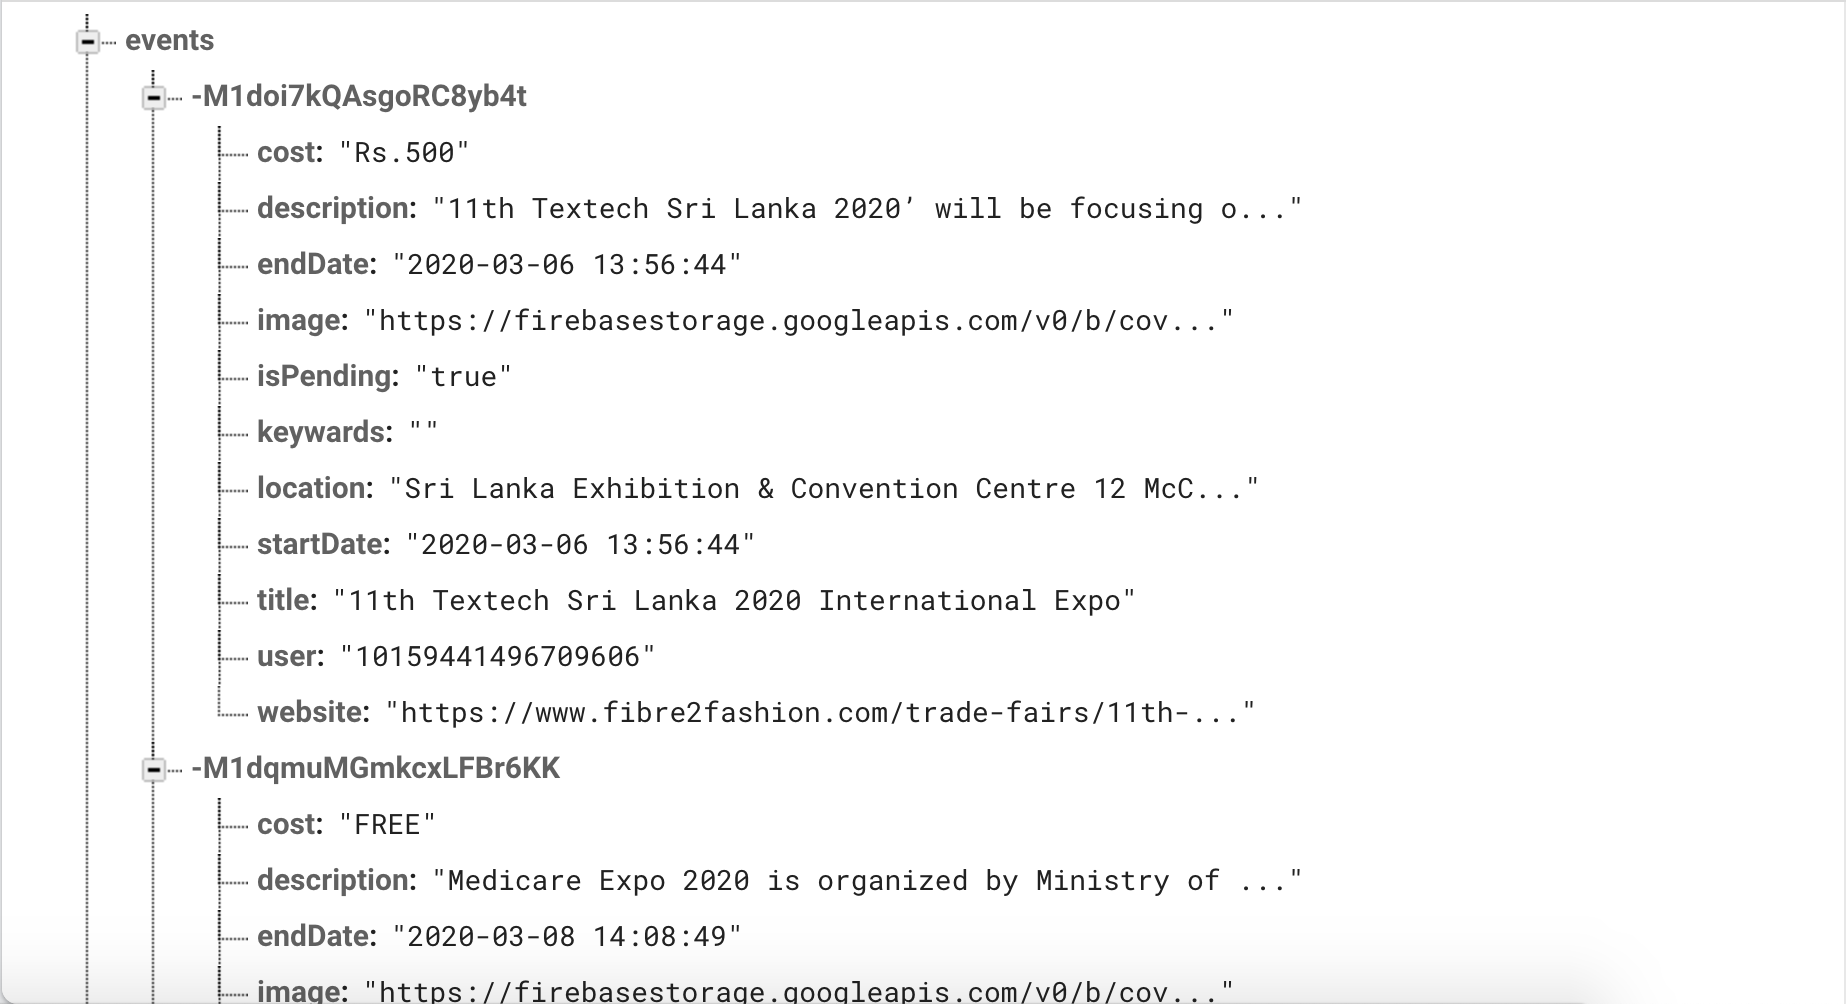 events
-M1doi7kQAsgoRC8yb4t
cost: "Rs.500"
description: "11th Textech Sri Lanka 2020’ will be focusing o..."
endDate: "2020-03-06 13:56:44"
image: "https://firebasestorage.googleapis.com/v0/b/cov..."
isPending: "true"
keywards: ""
location: "Sri Lanka Exhibition & Convention Centre 12 McC..."
startDate: "2020-03-06 13:56:44"
title: "11th Textech Sri Lanka 2020 International Expo"
user: "10159441496709606"
website: "https://www.fibre2fashion.com/trade-fairs/11th-..."
-M1dqmuMGmkcxLFBr6KK
cost: "FREE"
description: "Medicare Expo 2020 is organized by Ministry of ..."
endDate: "2020-03-08 14:08:49"
image: "https://firebasestorage.googleapis.com/v0/b/cov..."